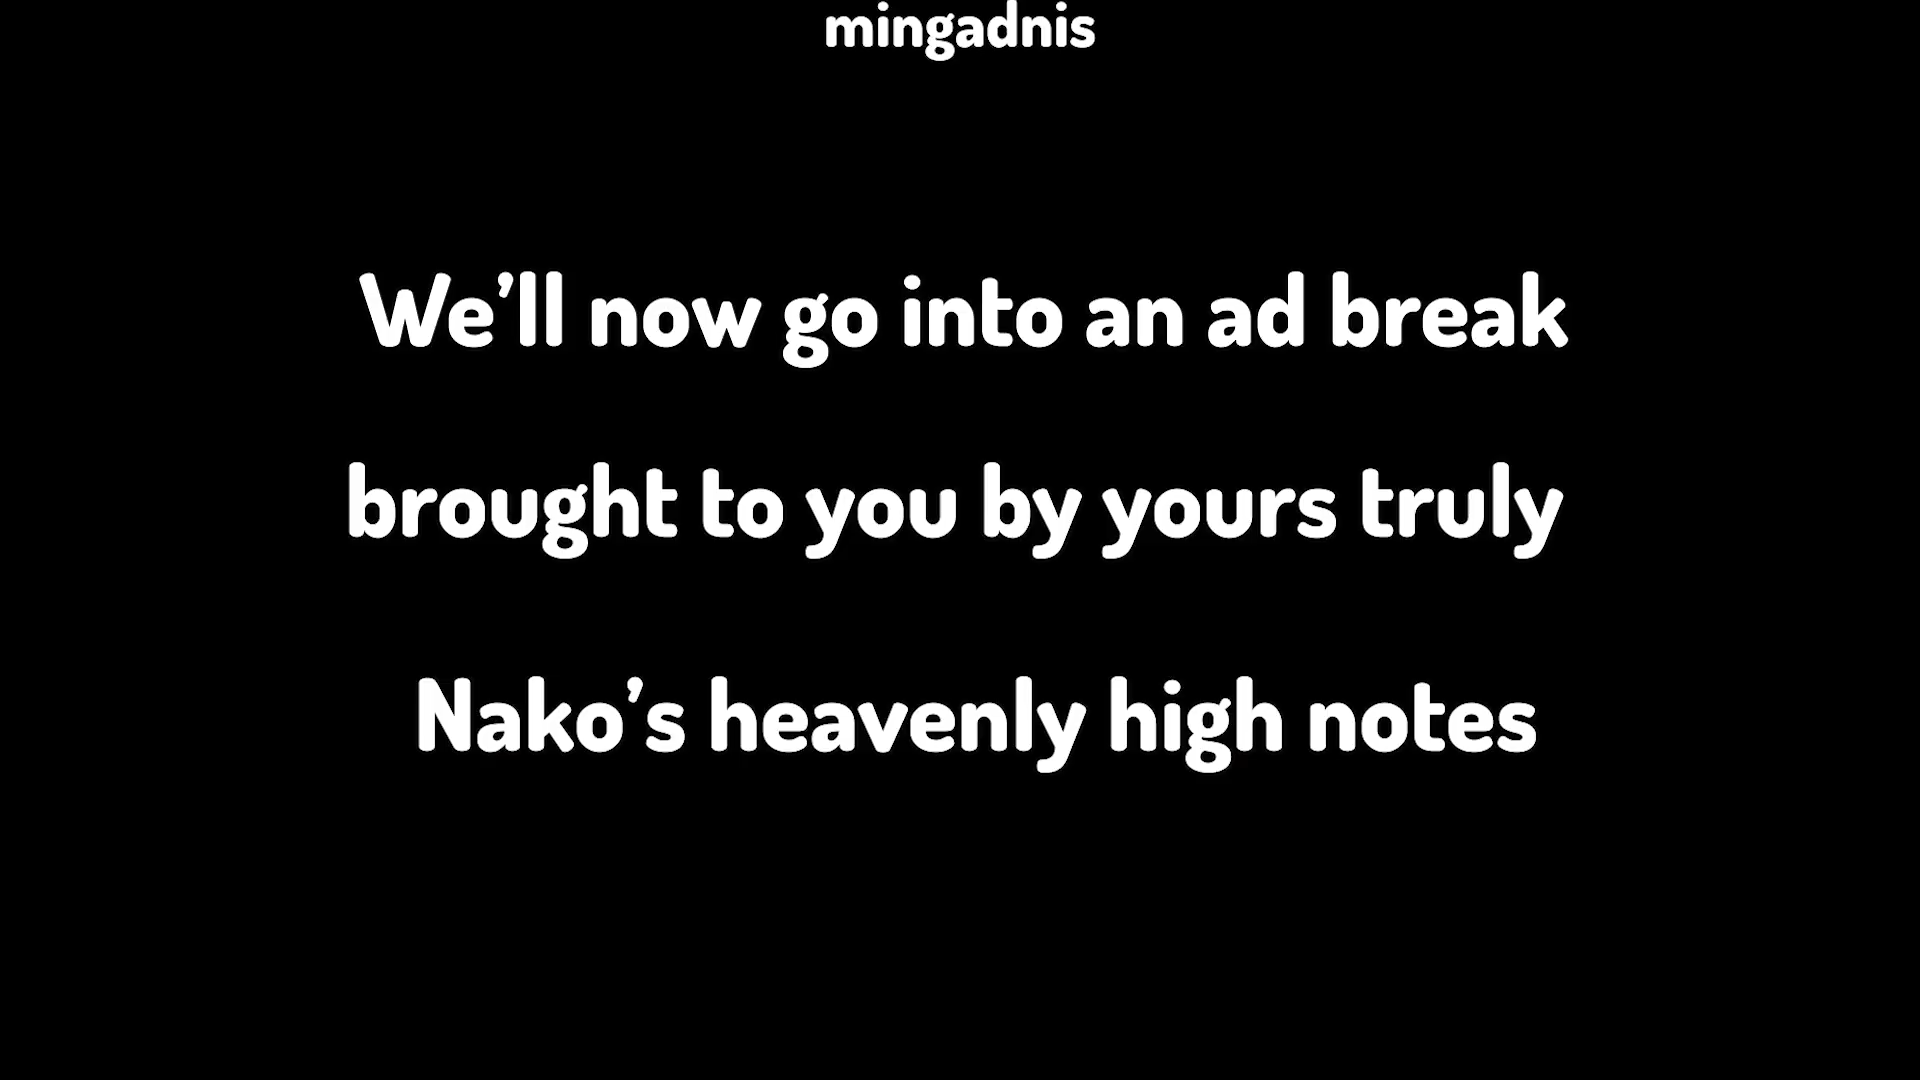 mingadnis
We’ll now go into an ad break
brought to you by yours truly
Nako’s heavenly high notes